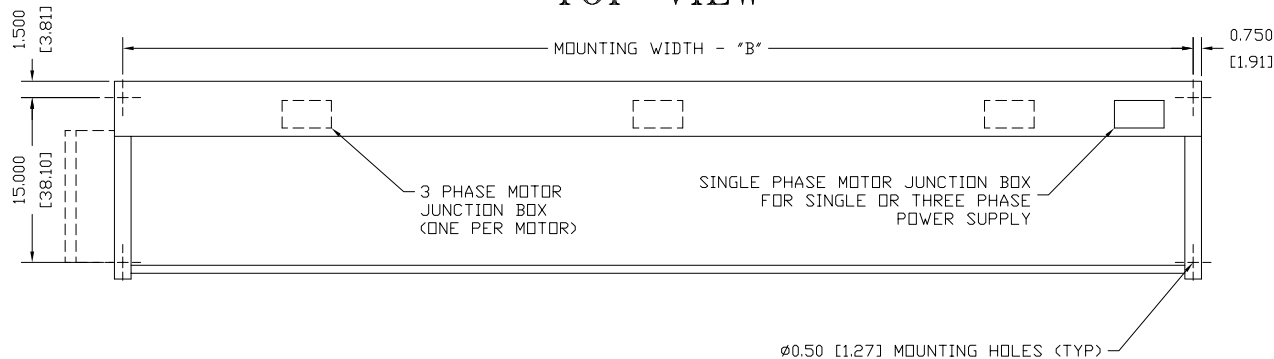 TOP VIEW
1.500
[3.81]
MOUNTING WIDTH - "B"
0.750
[1.91]
15.000
[38.10]
3 PHASE MOTOR
JUNCTION BOX
(ONE PER MOTOR)
SINGLE PHASE MOTOR JUNCTION BOX
FOR SINGLE OR THREE PHASE
POWER SUPPLY
Ø0.50 [1.27] MOUNTING HOLES (TYP)